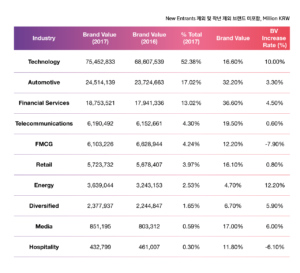 New Entrants 제외 및 작년 제외 브랜드 미포함, Million KRW
Industry Brand Value (2017) Brand Value (2016) % Total (2017) Brand Value BV Increase Rate (%)
Technology 75,452,833 68,607,539 52.38% 16.60% 10.00%
Automotive 24,514,139 23,724,663 17.02% 32.20% 3.30%
Financial Services 18,753,521 17,941,336 13.02% 36.60% 4.50%
Telecommunications 6,190,492 6,152,661 4.30% 19.50% 0.60%
FMCG 6,103,226 6,626,944 4.24% 12.20% -7.90%
Retail 5,723,732 5,678,407 3.97% 16.10% 0.80%
Energy 3,639,044 3,243,153 2.53% 4.70% 12.20%
Diversified 2,377,937 2,244,847 1.65% 6.70% 5.90%
Media 851,195 803,312 0.59% 17.00% 6.00%
Hospitality 432,799 461,007 0.30% 11.80% -6.10%